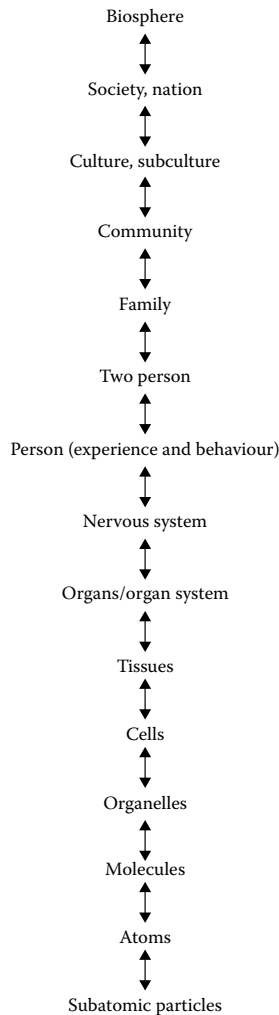 Biosphere
Society, nation
Culture, subculture
Community
Family
Two person
Person (experience and behaviour)
Nervous system
Organs/organ system
Tissues
Cells
Organelles
Molecules
Atoms
Subatomic particles